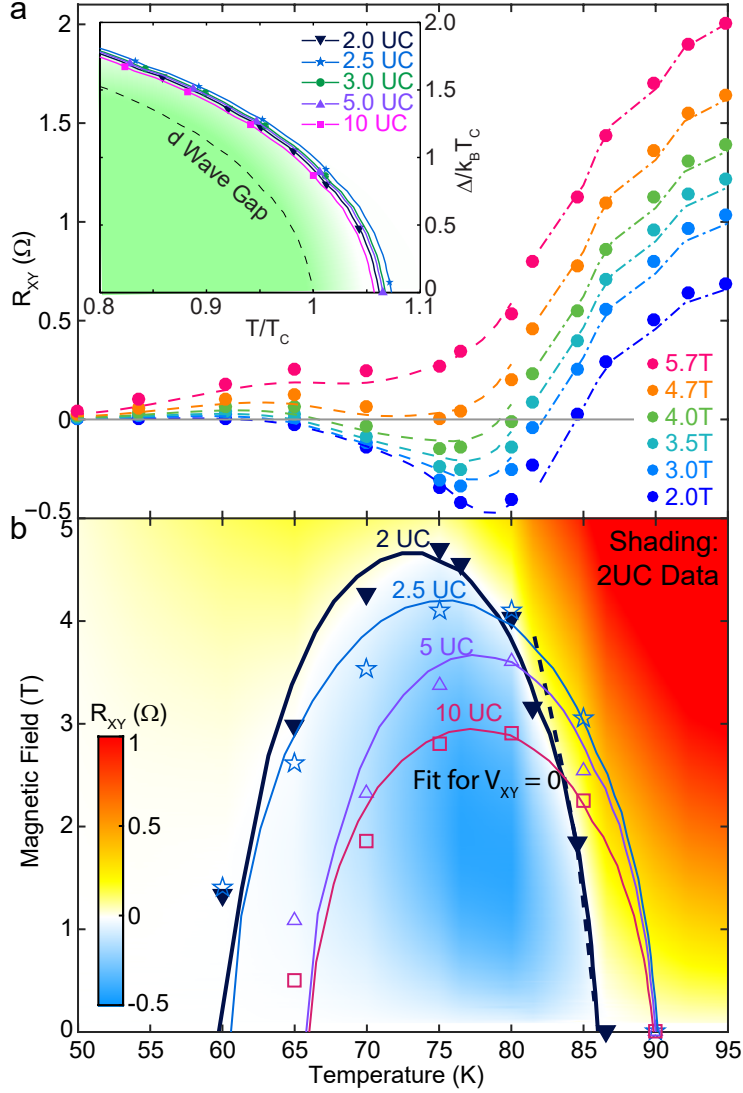 a
2
1.5
1
0.5
0
−0.5
R_XY (Ω)
2.0 UC
2.5 UC
3.0 UC
5.0 UC
10 UC
d Wave Gap
2.0
1.0
0
Δ/k_B T_C
0.8
0.9
1
1.1
T/T_C
5.7T
4.7T
4.0T
3.5T
3.0T
2.0T
b
5
4
3
2
1
0
Magnetic Field (T)
2 UC
2.5 UC
5 UC
10 UC
Shading:
2UC Data
Fit for V_XY = 0
R_XY (Ω)
1
0.5
0
-0.5
50 55 60 65 70 75 80 85 90 95
Temperature (K)